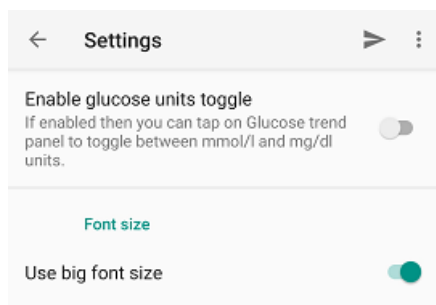 Settings
Enable glucose units toggle
If enabled then you can tap on Glucose trend
panel to toggle between mmol/l and mg/dl
units.
Font size
Use big font size